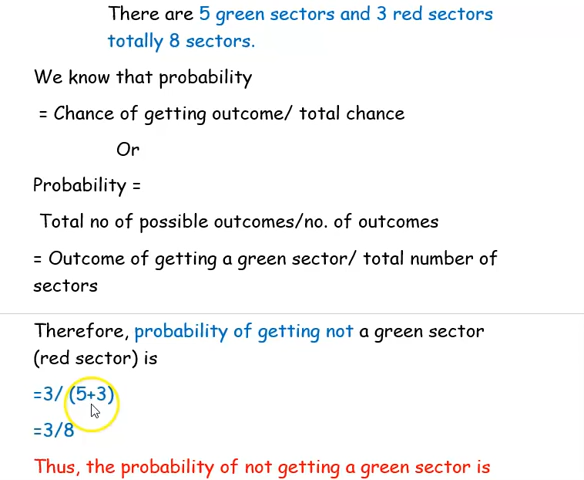 There are 5 green sectors and 3 red sectors
totally 8 sectors.
We know that probability
= Chance of getting outcome/ total chance
Or
Probability =
Total no of possible outcomes/no. of outcomes
= Outcome of getting a green sector/ total number of
sectors
Therefore, probability of getting not a green sector
(red sector) is
=3/ (5+3)
=3/8
Thus, the probability of not getting a green sector is